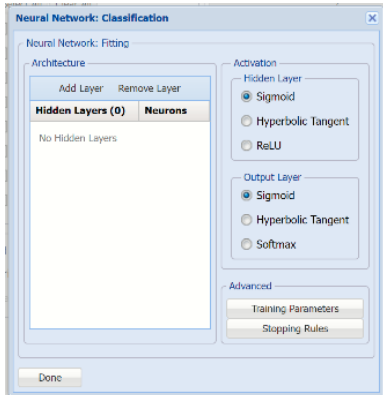 Neural Network: Classification
Neural Network: Fitting
Architecture
Add Layer Remove Layer
Hidden Layers (0) Neurons
No Hidden Layers
Activation
Hidden Layer
Sigmoid
Hyperbolic Tangent
ReLU
Output Layer
Sigmoid
Hyperbolic Tangent
Softmax
Advanced
Training Parameters
Stopping Rules
Done